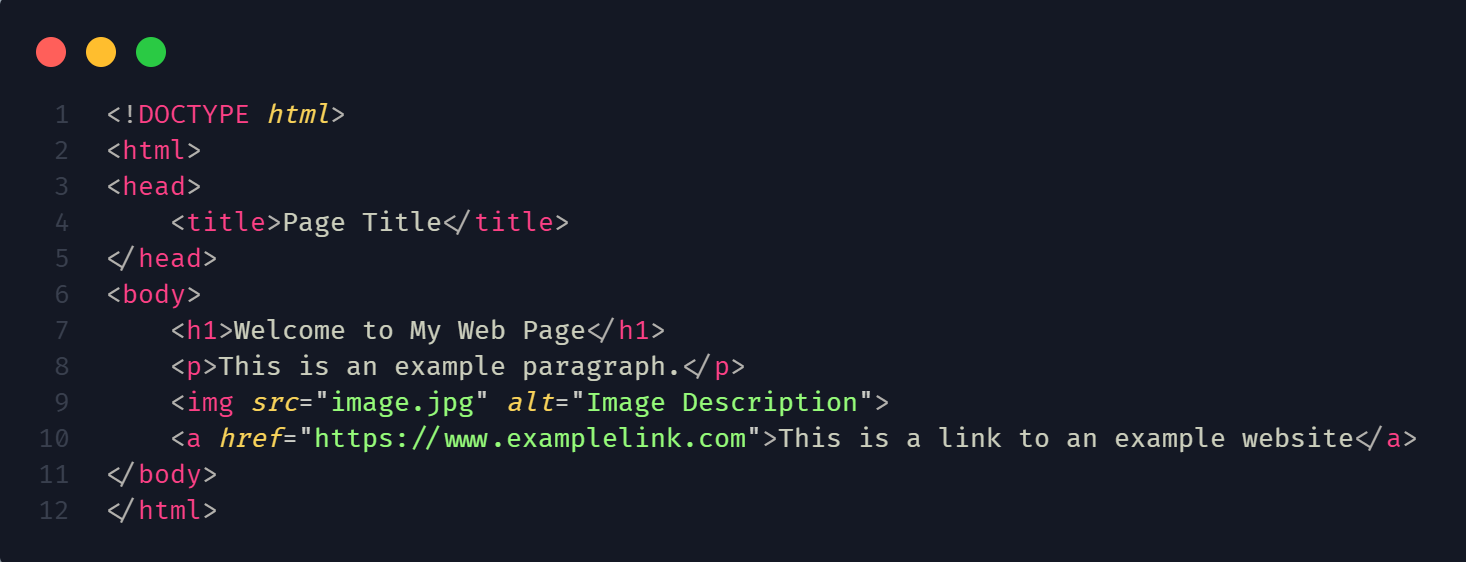 1 <!DOCTYPE html>
2 <html>
3 <head>
4     <title>Page Title</title>
5 </head>
6 <body>
7     <h1>Welcome to My Web Page</h1>
8     <p>This is an example paragraph.</p>
9     <img src="image.jpg" alt="Image Description">
10     <a href="https://www.examplelink.com">This is a link to an example website</a>
11 </body>
12 </html>